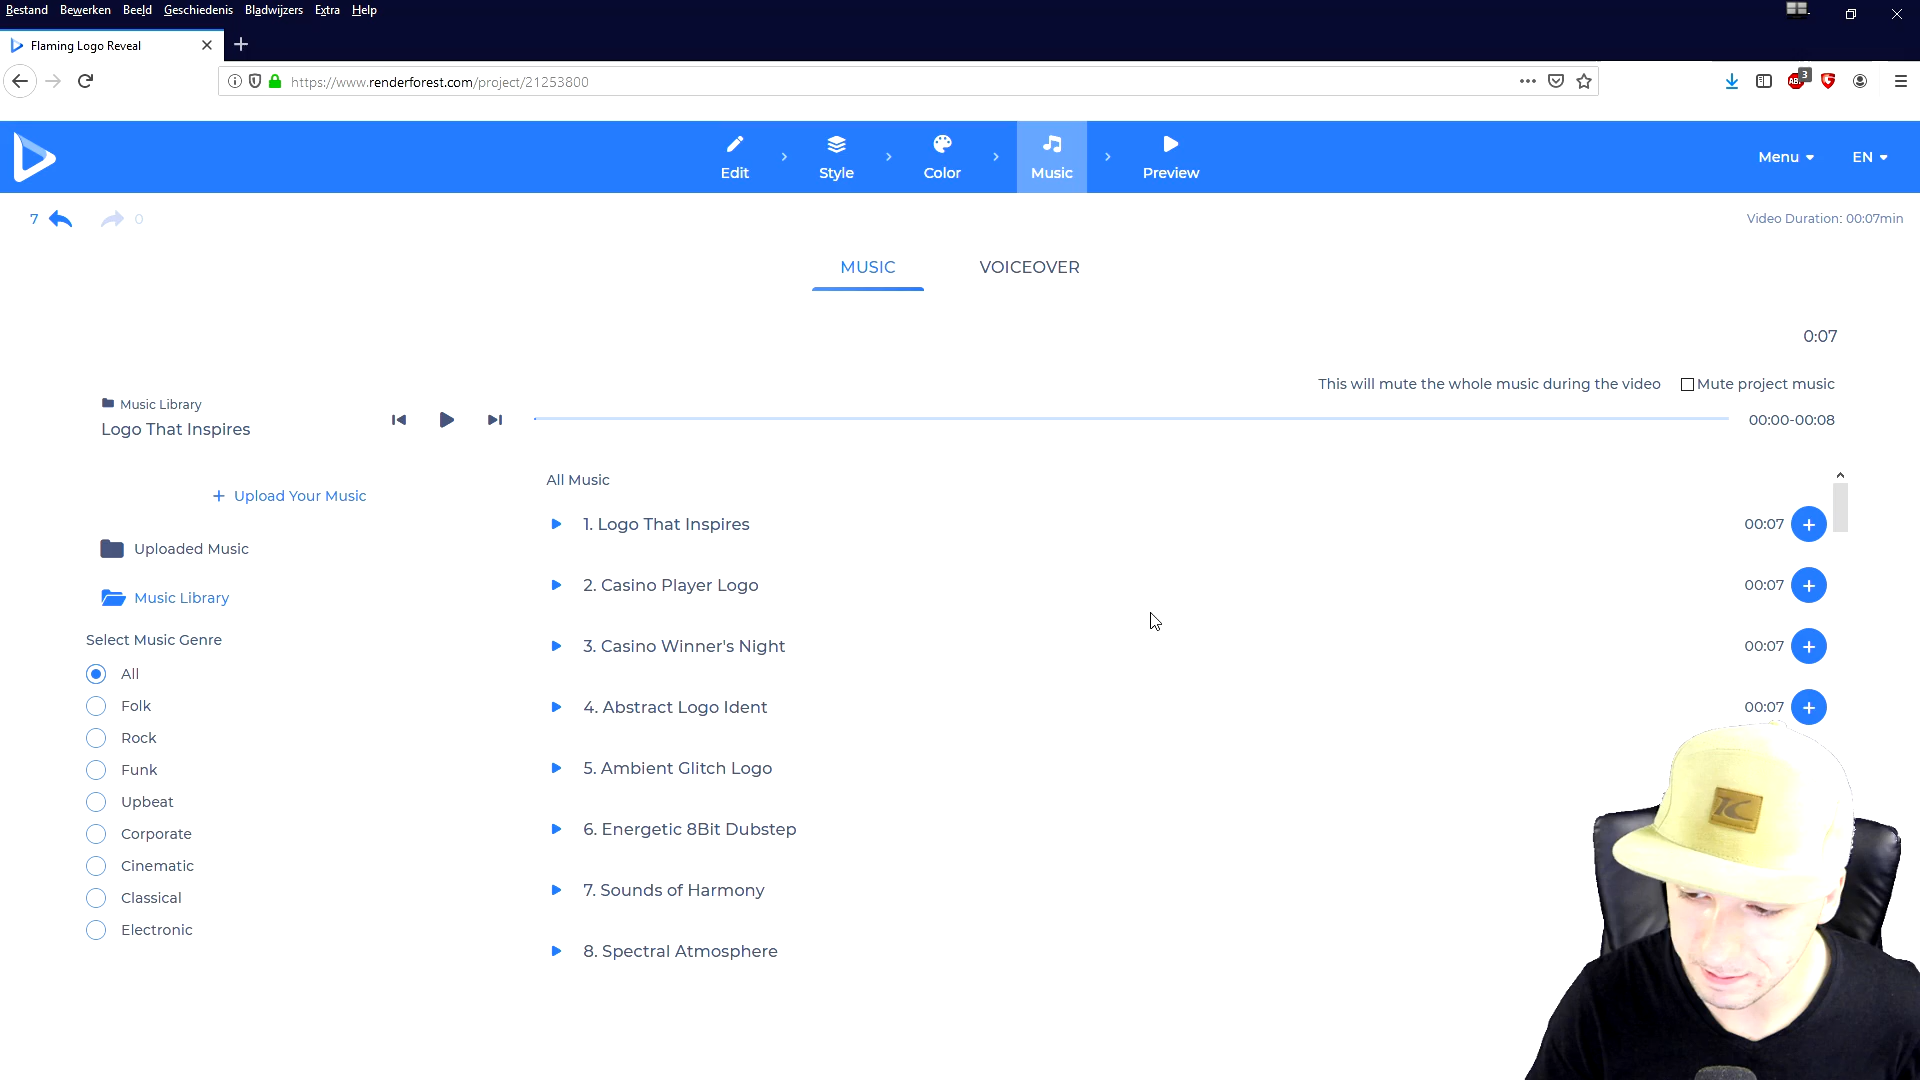 Bestand Bewerken Beeld Geschiedenis Bladwijzers Extra Help
Flaming Logo Reveal
https://www.renderforest.com/project/21253800
3
Edit
Style
Color
Music
Preview
Menu
EN
7
0
Video Duration: 00:07min
MUSIC
VOICEOVER
0:07
This will mute the whole music during the video
Mute project music
Music Library
Logo That Inspires
00:00-00:08
+ Upload Your Music
Uploaded Music
Music Library
Select Music Genre
All
Folk
Rock
Funk
Upbeat
Corporate
Cinematic
Classical
Electronic
All Music
1. Logo That Inspires 00:07
2. Casino Player Logo 00:07
3. Casino Winner's Night 00:07
4. Abstract Logo Ident 00:07
5. Ambient Glitch Logo
6. Energetic 8Bit Dubstep
7. Sounds of Harmony
8. Spectral Atmosphere